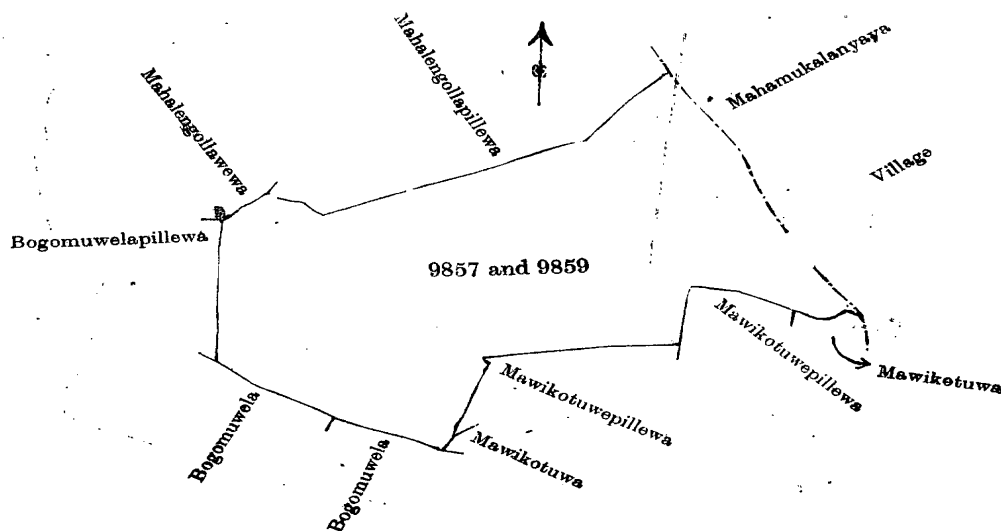 Mahalengollawewa
Mahalengollapillewa
Mahamukalanyaya
Village
Bogomuwelapillewa
9857 and 9859
Mawikotuwepillewa
Mawiketuwa
Mawikotuwepillewa
Mawikotuwa
Bogomuwela
Bogomuwela